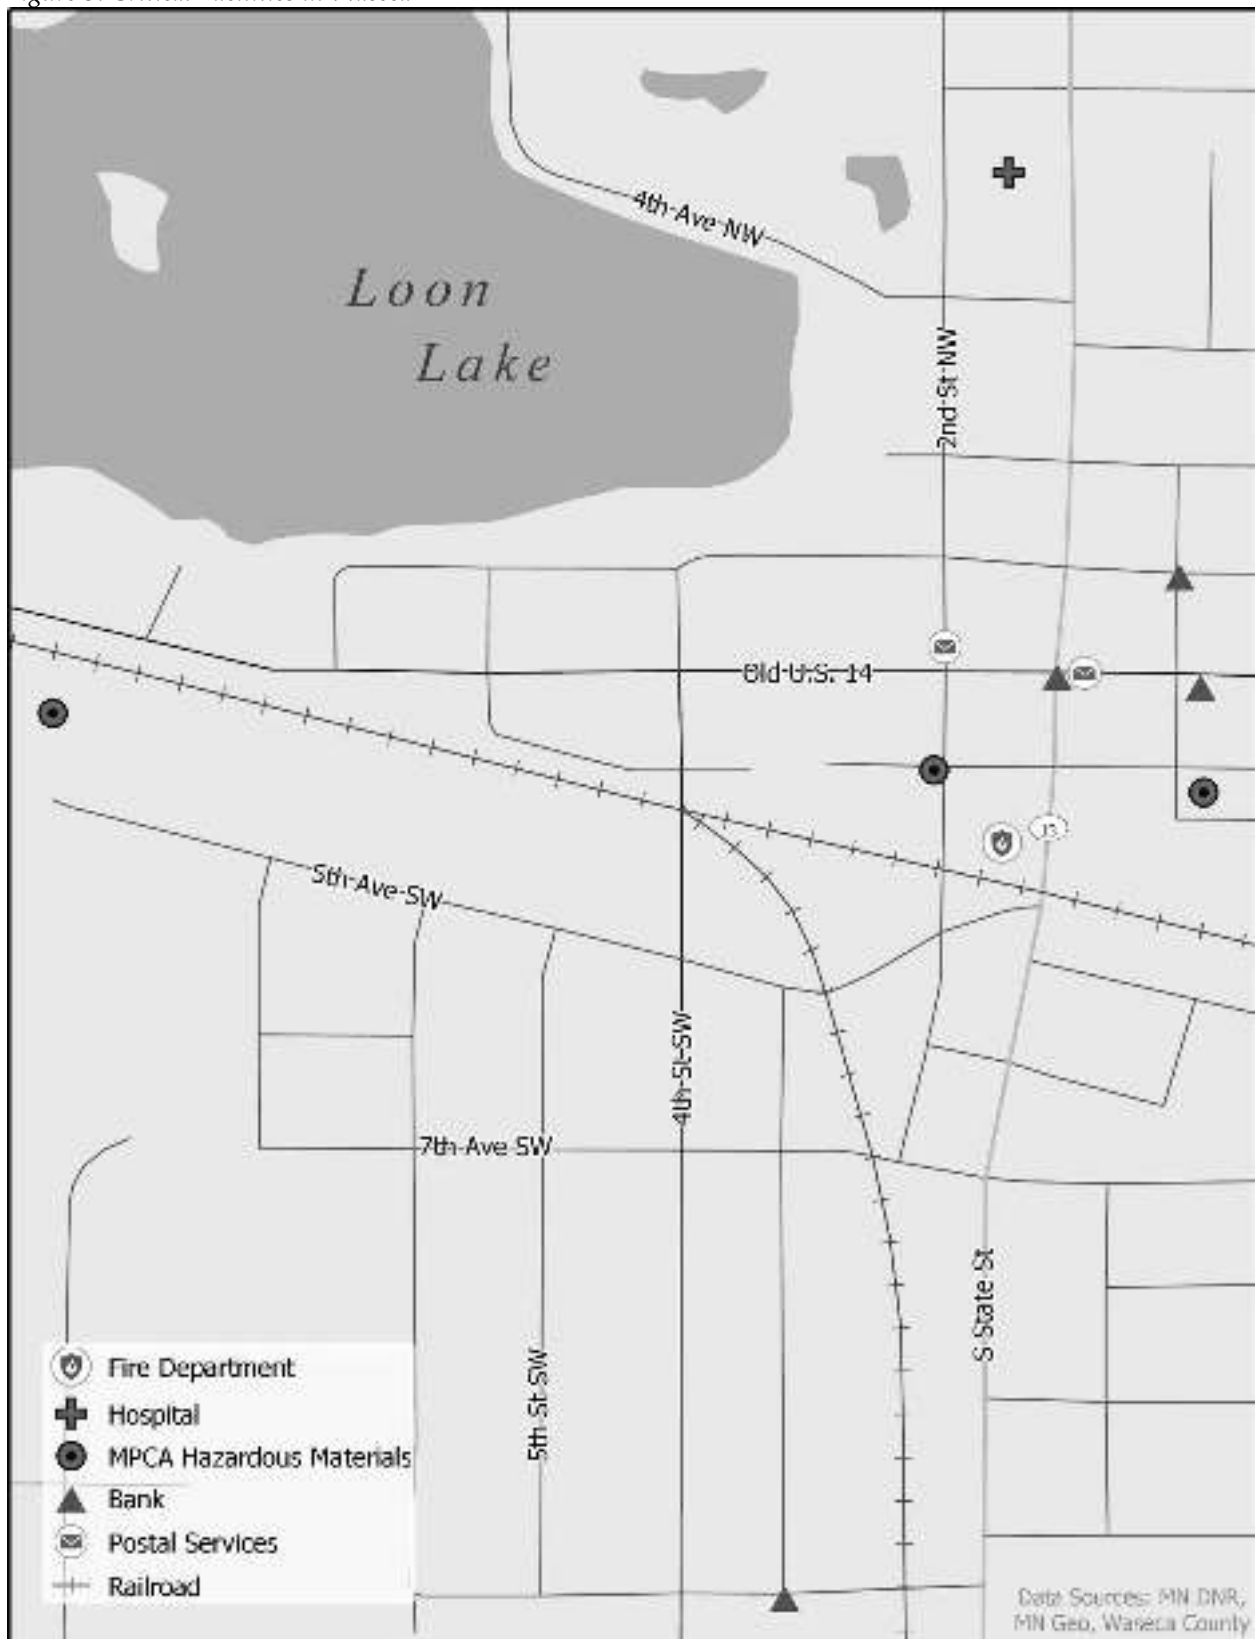 4th Ave NW
Loon
Lake
2nd St NW
Old U.S. 14
13
5th Ave SW
4th St SW
7th Ave SW
S State St
5th St SW
Fire Department
Hospital
MPCA Hazardous Materials
Bank
Postal Services
Railroad
Data Sources: MN DNR,
MN Geo, Waseca County